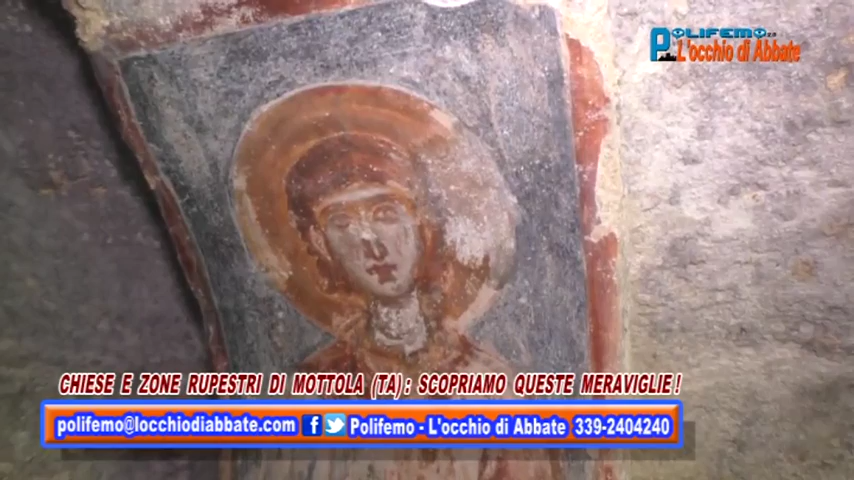 POLIFEMO
L'occhio di Abbate
CHIESE E ZONE RUPESTRI DI MOTTOLA (TA): SCOPRIAMO QUESTE MERAVIGLIE!
polifemo@locchiodiabbate.com Polifemo - L'occhio di Abbate 339-2404240